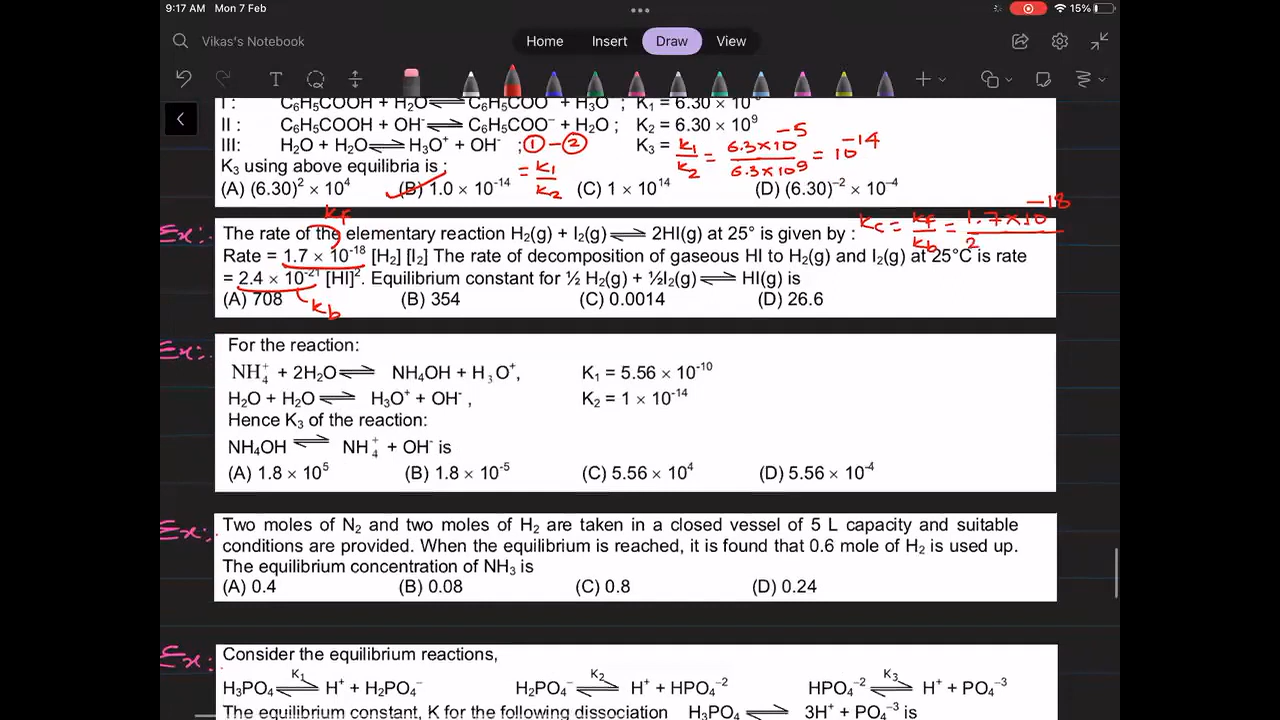 9:17 AM Mon 7 Feb
15%
Vikas's Notebook
Home Insert Draw View
I : C₆H₅COOH + H₂O ⇌ C₆H₅COO⁻ + H₃O⁺ ; K₁ = 6.30 × 10⁻⁵
II : C₆H₅COOH + OH⁻ ⇌ C₆H₅COO⁻ + H₂O ; K₂ = 6.30 × 10⁹
III: H₂O + H₂O ⇌ H₃O⁺ + OH⁻ ; ① - ② K₃ = k₁/k₂ = 6.3×10⁻⁵/6.3×10⁹ = 10⁻¹⁴
K₃ using above equilibria is : = k₁/k₂
(A) (6.30)² × 10⁴ (B) 1.0 × 10⁻¹⁴ (C) 1 × 10¹⁴ (D) (6.30)⁻² × 10⁻⁴
kf
Ex:. The rate of the elementary reaction H₂(g) + I₂(g) ⇌ 2HI(g) at 25° is given by : kc = kf/kb = 1.7×10⁻¹⁸/2
Rate = 1.7 × 10⁻¹⁸ [H₂] [I₂] The rate of decomposition of gaseous HI to H₂(g) and I₂(g) at 25°C is rate
= 2.4 × 10⁻²¹ [HI]². Equilibrium constant for ½ H₂(g) + ½I₂(g) ⇌ HI(g) is
(A) 708 (B) 354 (C) 0.0014 (D) 26.6
kb
Ex:. For the reaction:
NH₄⁺ + 2H₂O ⇌ NH₄OH + H₃O⁺, K₁ = 5.56 × 10⁻¹⁰
H₂O + H₂O ⇌ H₃O⁺ + OH⁻ , K₂ = 1 × 10⁻¹⁴
Hence K₃ of the reaction:
NH₄OH ⇌ NH₄⁺ + OH⁻ is
(A) 1.8 × 10⁵ (B) 1.8 × 10⁻⁵ (C) 5.56 × 10⁴ (D) 5.56 × 10⁻⁴
Ex:. Two moles of N₂ and two moles of H₂ are taken in a closed vessel of 5 L capacity and suitable
conditions are provided. When the equilibrium is reached, it is found that 0.6 mole of H₂ is used up.
The equilibrium concentration of NH₃ is
(A) 0.4 (B) 0.08 (C) 0.8 (D) 0.24
Ex:. Consider the equilibrium reactions,
H₃PO₄ ⇌ K₁ H⁺ + H₂PO₄⁻ H₂PO₄⁻ ⇌ K₂ H⁺ + HPO₄⁻² HPO₄⁻² ⇌ K₃ H⁺ + PO₄⁻³
The equilibrium constant, K for the following dissociation H₃PO₄ ⇌ 3H⁺ + PO₄⁻³ is